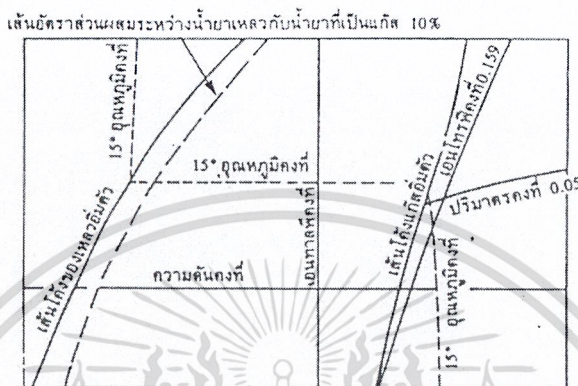 เส้นอัตราส่วนผสมระหว่างน้ำยาเหลวกับน้ำยาที่เป็นแก๊ส 10%
15° อุณหภูมิคงที่
15° อุณหภูมิคงที่
เส้นโค้งของเหลวอิ่มตัว
ความดันคงที่
เอนทาลพีคงที่
เส้นโค้งแก๊สอิ่มตัว
เอนโทรพีคงที่ 0.159
ปริมาตรคงที่ 0.05
15° อุณหภูมิคงที่